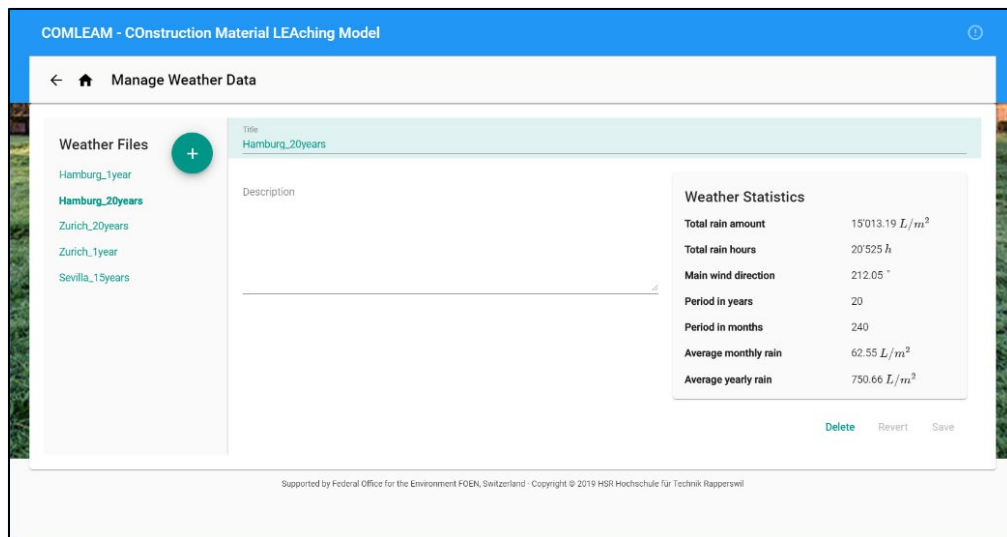 COMLEAM - COnstruction Material LEAching Model
Manage Weather Data
Weather Files
+
Hamburg_1year
Hamburg_20years
Zurich_20years
Zurich_1year
Sevilla_15years
Title
Hamburg_20years
Description
Weather Statistics
Total rain amount 15'013.19 L/m²
Total rain hours 20'525 h
Main wind direction 212.05 °
Period in years 20
Period in months 240
Average monthly rain 62.55 L/m²
Average yearly rain 750.66 L/m²
Delete Revert Save
Supported by Federal Office for the Environment FOEN, Switzerland - Copyright © 2019 HSR Hochschule für Technik Rapperswil